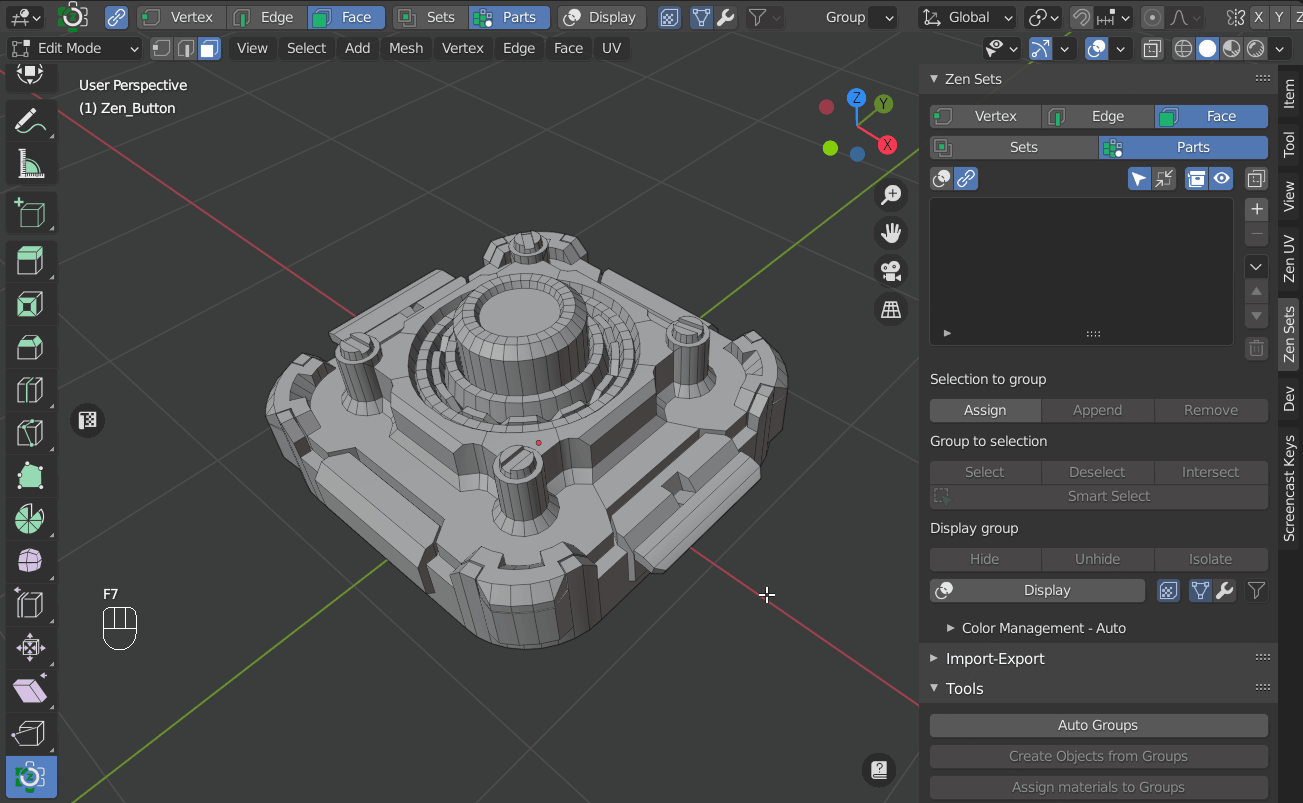 Vertex Edge Face Sets Parts Display Group Global X Y Z
Edit Mode View Select Add Mesh Vertex Edge Face UV
User Perspective
(1) Zen_Button
Z
Y
X
F7
Zen Sets
Vertex Edge Face
Sets Parts
Selection to group
Assign Append Remove
Group to selection
Select Deselect Intersect
Smart Select
Display group
Hide Unhide Isolate
Display
Color Management - Auto
Import-Export
Tools
Auto Groups
Create Objects from Groups
Assign materials to Groups
Item
Tool
View
Zen UV
Zen Sets
Dev
Screencast Keys